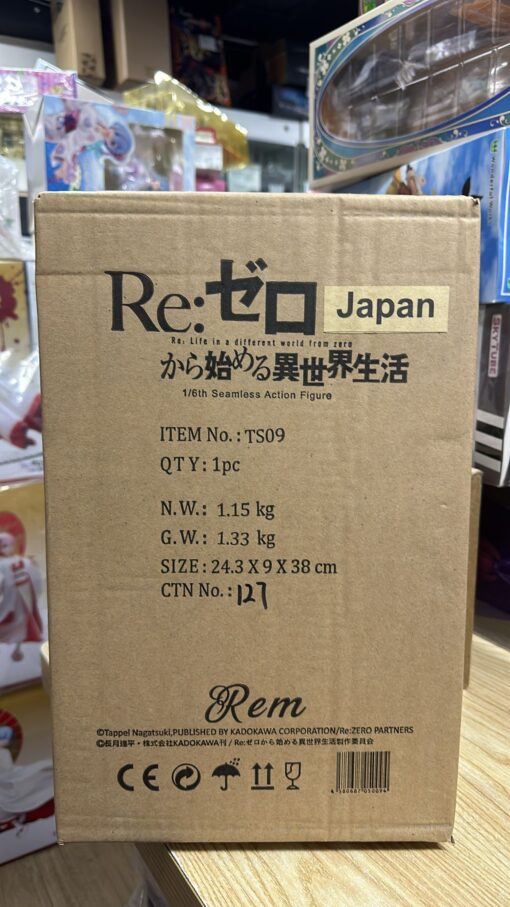 Re:ゼロ Japan
Re: Life in a different world from zero
から始める異世界生活
1/6th Seamless Action Figure
ITEM No.: TS09
QTY: 1pc
N.W.: 1.15 kg
G.W.: 1.33 kg
SIZE: 24.3 X 9 X 38 cm
CTN No.: 127
Rem
©Tappei Nagatsuki,PUBLISHED BY KADOKAWA CORPORATION/Re:ZERO PARTNERS
©長月達平・株式会社KADOKAWA刊 / Re:ゼロから始める異世界生活製作委員会
CE
4 580687 050094
SKYTUBE